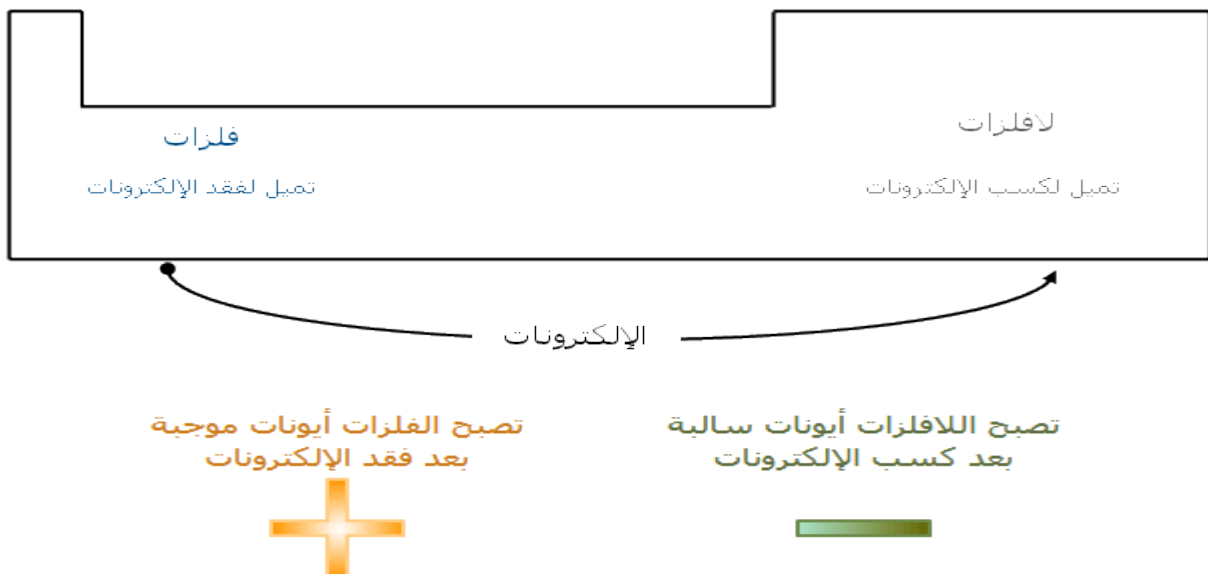 فلزات
تميل لفقد الإلكترونات
لافلزات
تميل لكسب الإلكترونات
الإلكترونات
تصبح الفلزات أيونات موجبة
بعد فقد الإلكترونات
تصبح اللافلزات أيونات سالبة
بعد كسب الإلكترونات